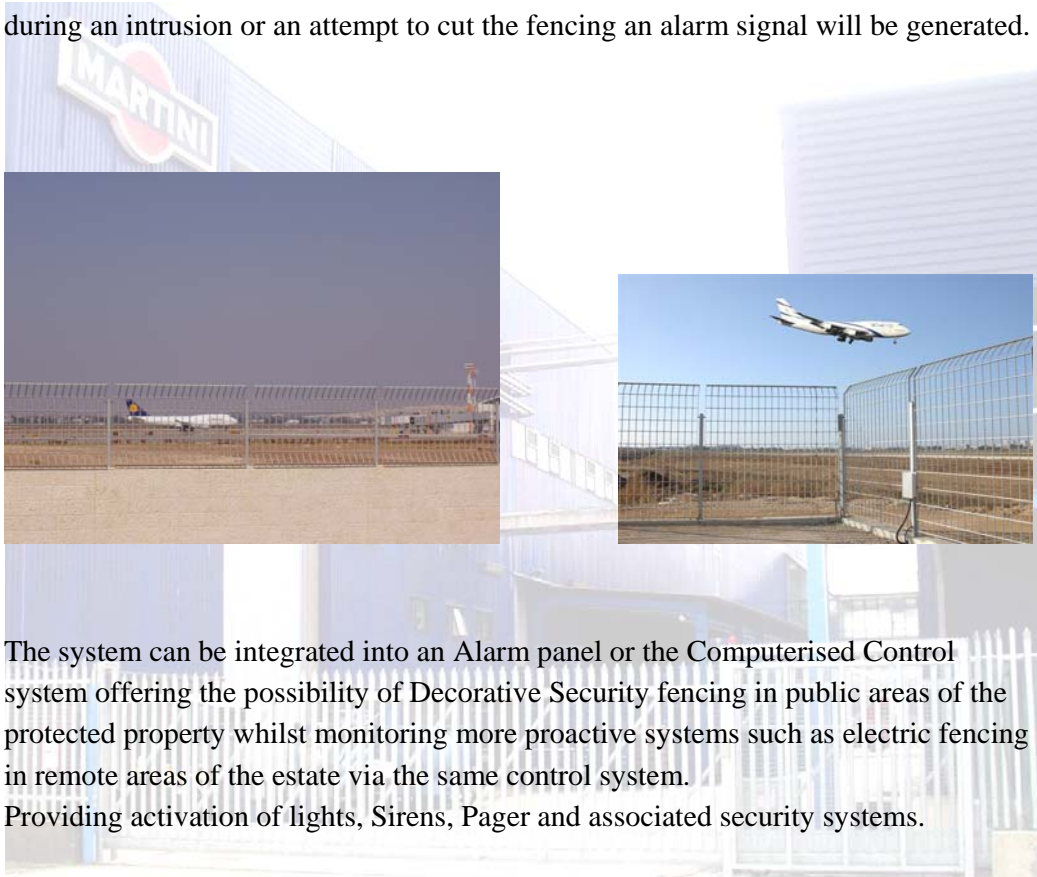 during an intrusion or an attempt to cut the fencing an alarm signal will be generated.
MARTINI
The system can be integrated into an Alarm panel or the Computerised Control
system offering the possibility of Decorative Security fencing in public areas of the
protected property whilst monitoring more proactive systems such as electric fencing
in remote areas of the estate via the same control system.
Providing activation of lights, Sirens, Pager and associated security systems.